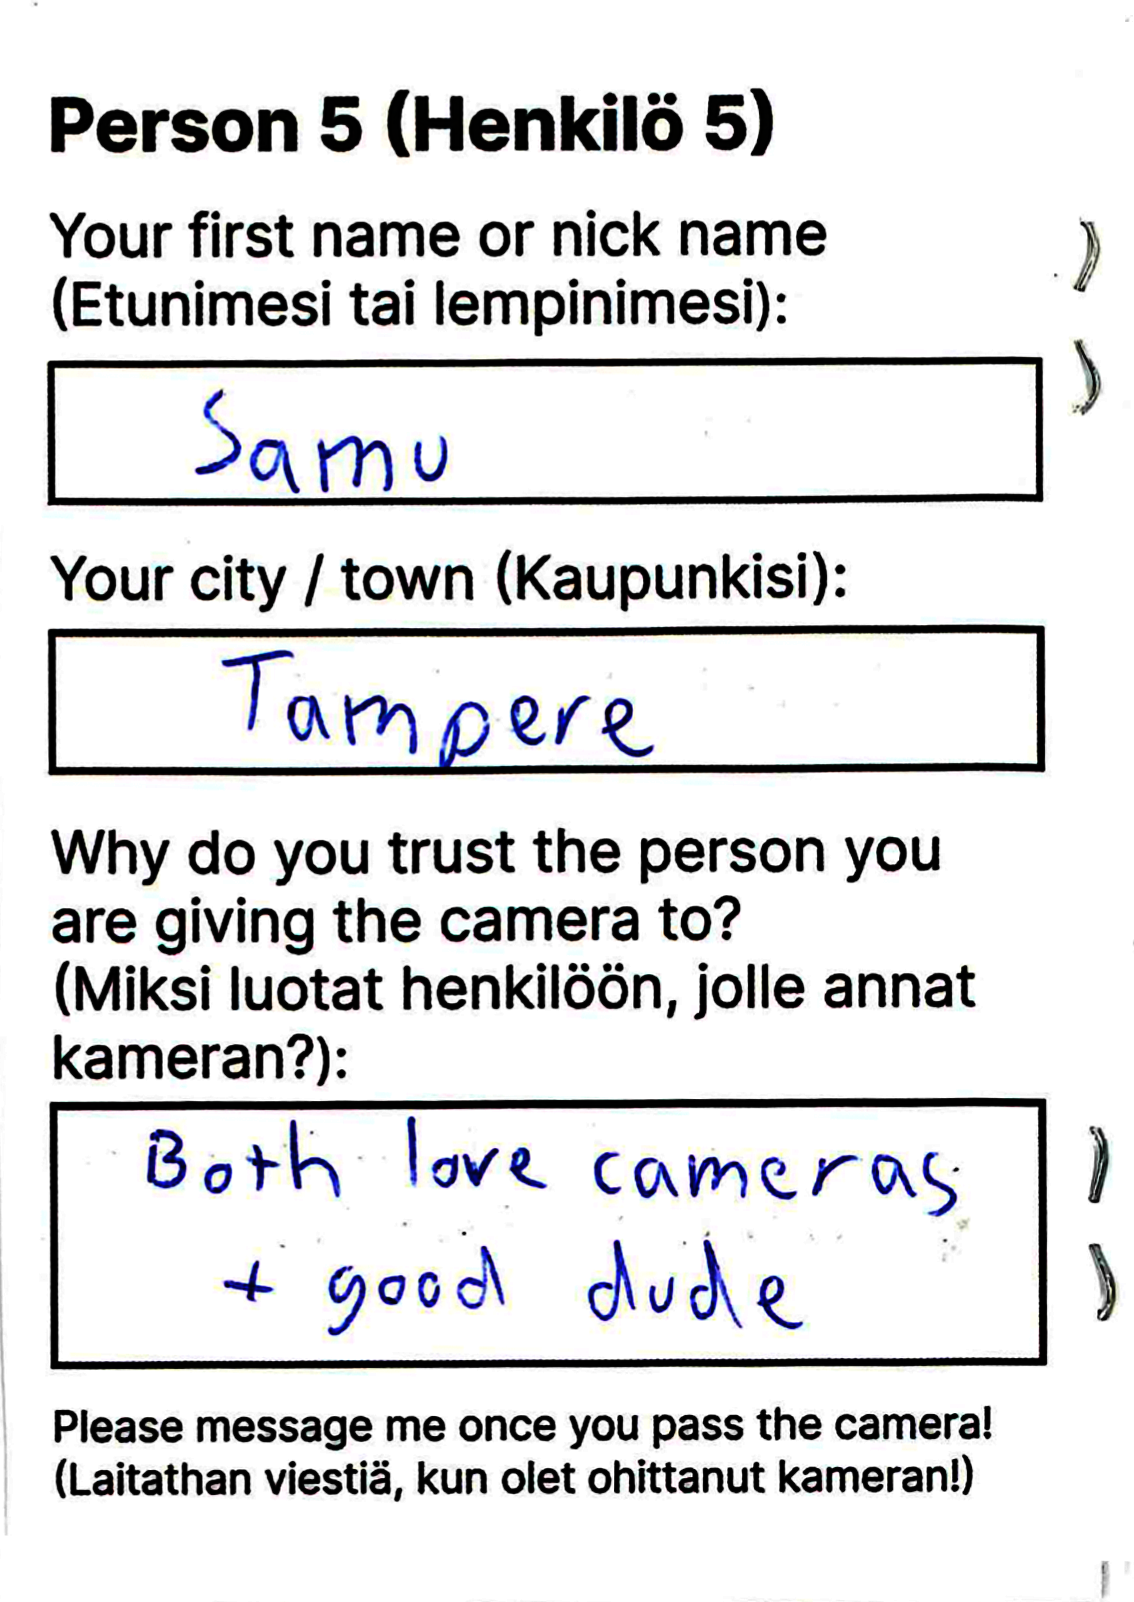 Person 5 (Henkilö 5)
Your first name or nick name
(Etunimesi tai lempinimesi):
Samu
Your city / town (Kaupunkisi):
Tampere
Why do you trust the person you
are giving the camera to?
(Miksi luotat henkilöön, jolle annat
kameran?):
Both love cameras
+ good dude
Please message me once you pass the camera!
(Laitathan viestiä, kun olet ohittanut kameran!)